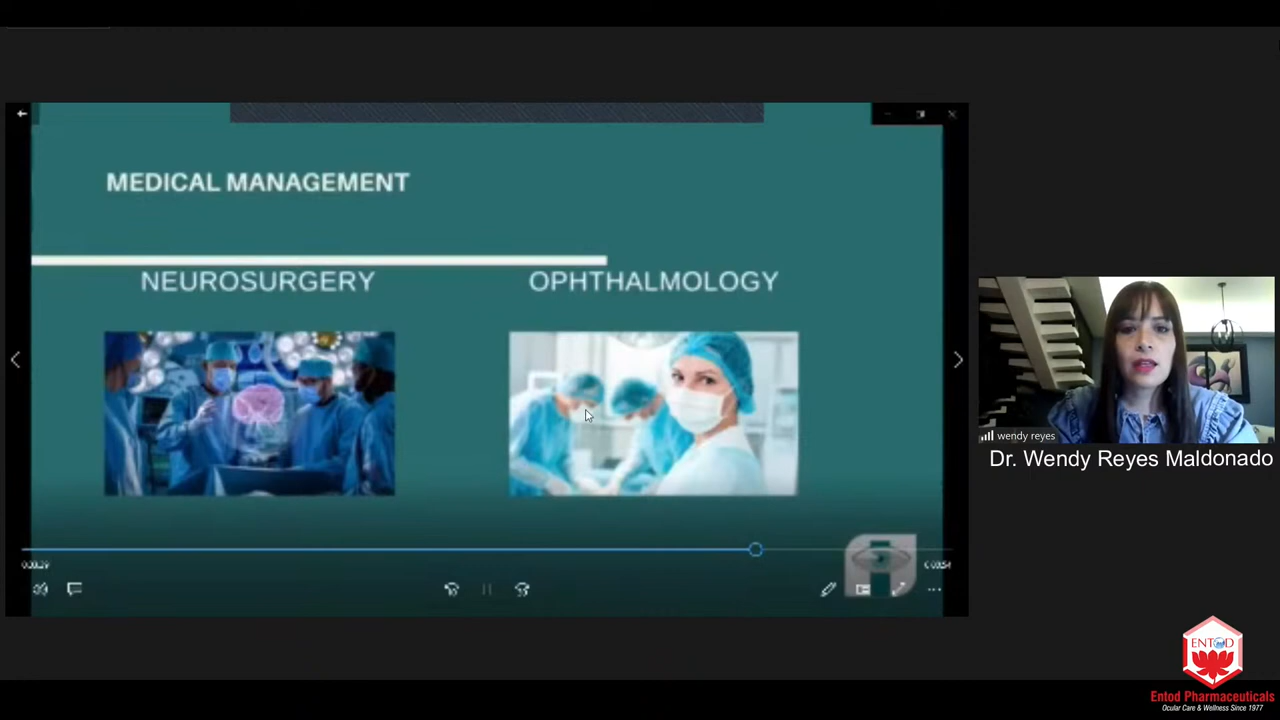 MEDICAL MANAGEMENT
NEUROSURGERY
OPHTHALMOLOGY
wendy reyes
Dr. Wendy Reyes Maldonado
ENTOD
Entod Pharmaceuticals
Ocular Care & Wellness Since 1977